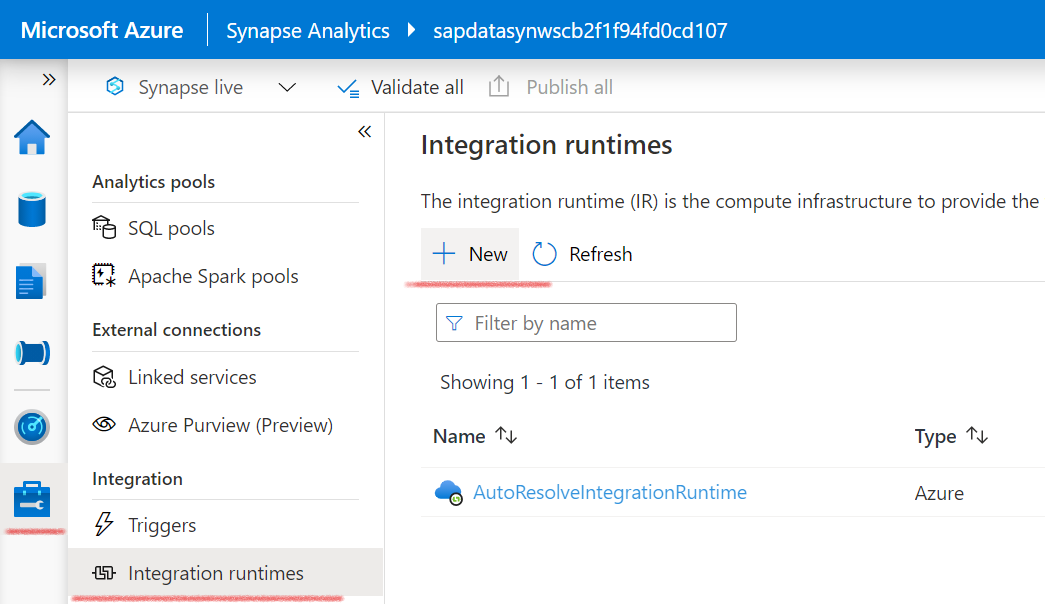 Microsoft Azure Synapse Analytics sapdatasynwscb2f1f94fd0cd107
Synapse live Validate all Publish all
Analytics pools
SQL pools
Apache Spark pools
External connections
Linked services
Azure Purview (Preview)
Integration
Triggers
Integration runtimes
Integration runtimes
The integration runtime (IR) is the compute infrastructure to provide the
New Refresh
Filter by name
Showing 1 - 1 of 1 items
Name Type
AutoResolveIntegrationRuntime Azure